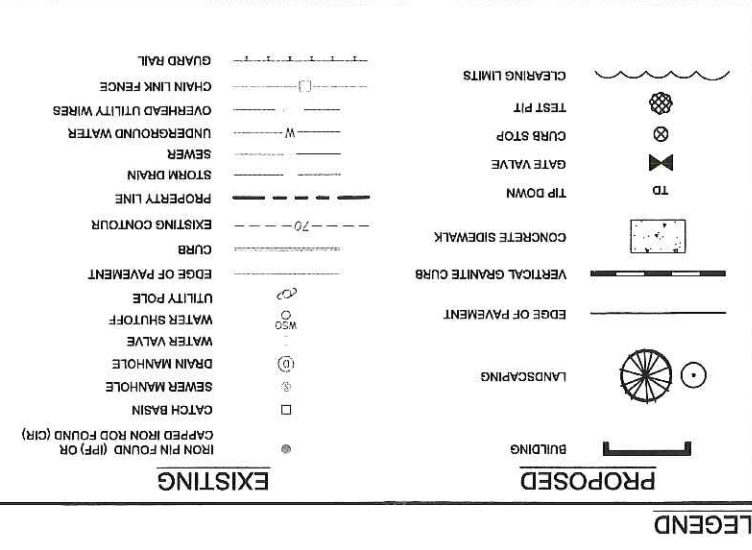 LEGEND
PROPOSED
BUILDING
LANDSCAPING
EDGE OF PAVEMENT
VERTICAL GRANITE CURB
CONCRETE SIDEWALK
TD TIP DOWN
GATE VALVE
CURB STOP
TEST PIT
CLEARING LIMITS
EXISTING
IRON PIN FOUND (IPF) OR
CAPPED IRON ROD FOUND (CIR)
CATCH BASIN
S SEWER MANHOLE
D DRAIN MANHOLE
WATER VALVE
WSO WATER SHUTOFF
UTILITY POLE
EDGE OF PAVEMENT
CURB
70 EXISTING CONTOUR
PROPERTY LINE
STORM DRAIN
SEWER
W UNDERGROUND WATER
OVERHEAD UTILITY WIRES
CHAIN LINK FENCE
GUARD RAIL